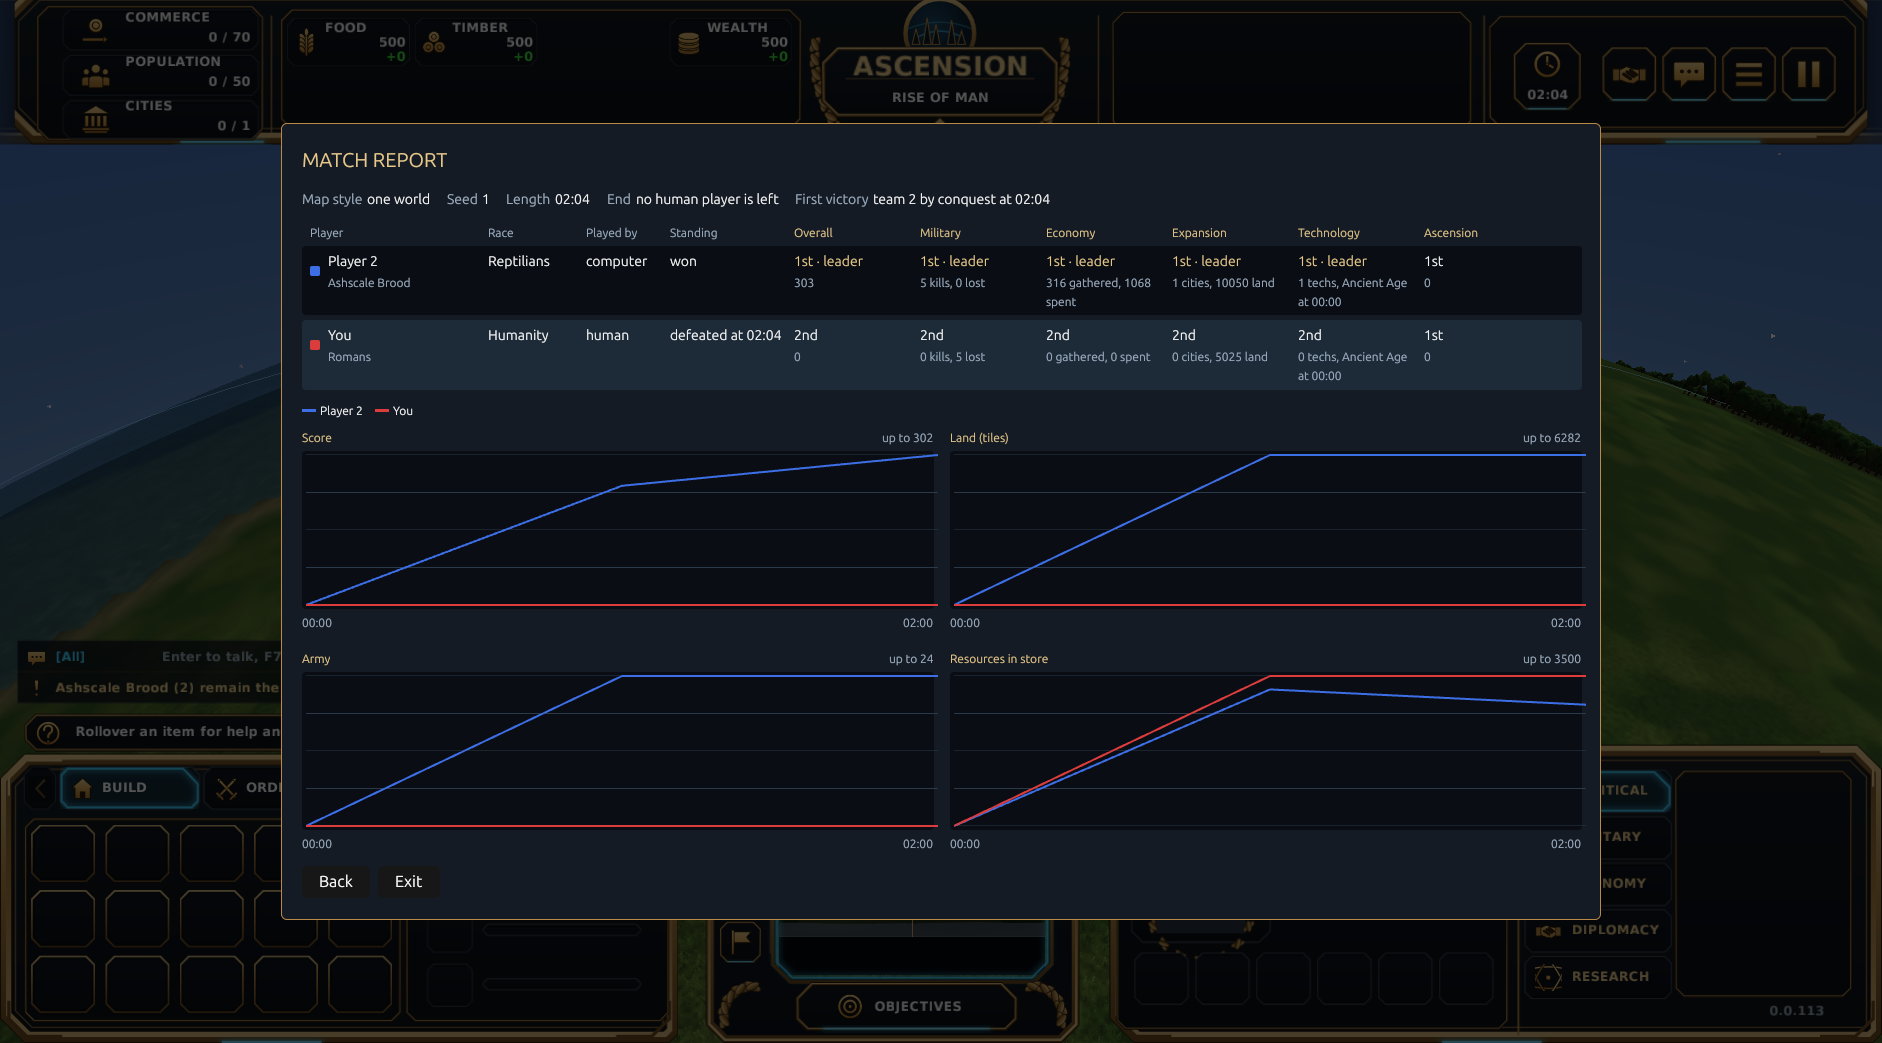 COMMERCE
0 / 70
POPULATION
0 / 50
CITIES
0 / 1
FOOD
500
+0
TIMBER
500
+0
WEALTH
500
+0
ASCENSION
RISE OF MAN
02:04
MATCH REPORT
Map style one world Seed 1 Length 02:04 End no human player is left First victory team 2 by conquest at 02:04
Player Race Played by Standing Overall Military Economy Expansion Technology Ascension
Player 2 Reptilians computer won 1st · leader 1st · leader 1st · leader 1st · leader 1st · leader 1st
Ashscale Brood 303 5 kills, 0 lost 316 gathered, 1068 spent 1 cities, 10050 land 1 techs, Ancient Age at 00:00 0
You Humanity human defeated at 02:04 2nd 2nd 2nd 2nd 2nd 1st
Romans 0 0 kills, 5 lost 0 gathered, 0 spent 0 cities, 5025 land 0 techs, Ancient Age at 00:00 0
Player 2 You
Score up to 302
00:00 02:00
Land (tiles) up to 6282
00:00 02:00
Army up to 24
00:00 02:00
Resources in store up to 3500
00:00 02:00
Back Exit
[All] Enter to talk, F7
! Ashscale Brood (2) remain the
Rollover an item for help an
BUILD
ORD
OBJECTIVES
ITICAL
TARY
NOMY
DIPLOMACY
RESEARCH
0.0.113